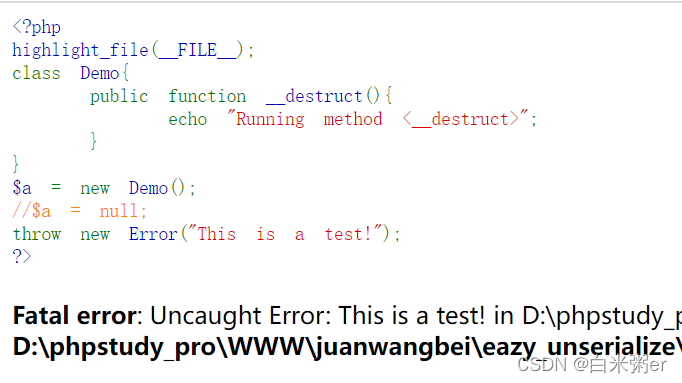 <?php
highlight_file(__FILE__);
class Demo{
public function __destruct(){
echo "Running method <__destruct>";
}
}
$a = new Demo();
//$a = null;
throw new Error("This is a test!");
?>
Fatal error: Uncaught Error: This is a test! in D:\phpstudy_p
D:\phpstudy_pro\WWW\juanwangbei\eazy_unserialize\
CSDN @白米粥er